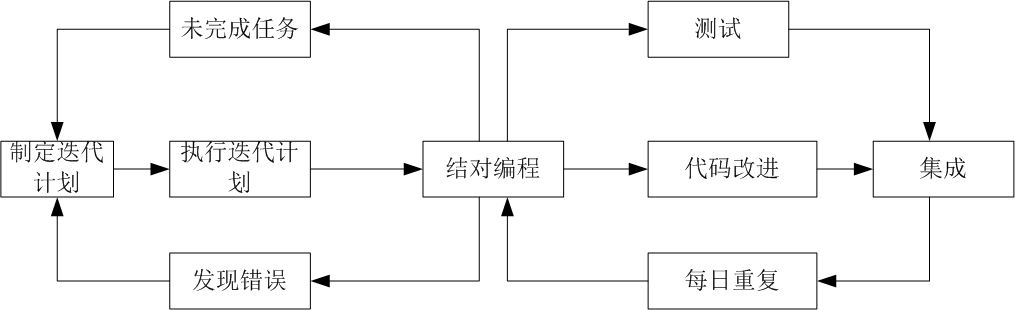 未完成任务
测试
制定迭代
计划
执行迭代计
划
结对编程
代码改进
集成
发现错误
每日重复